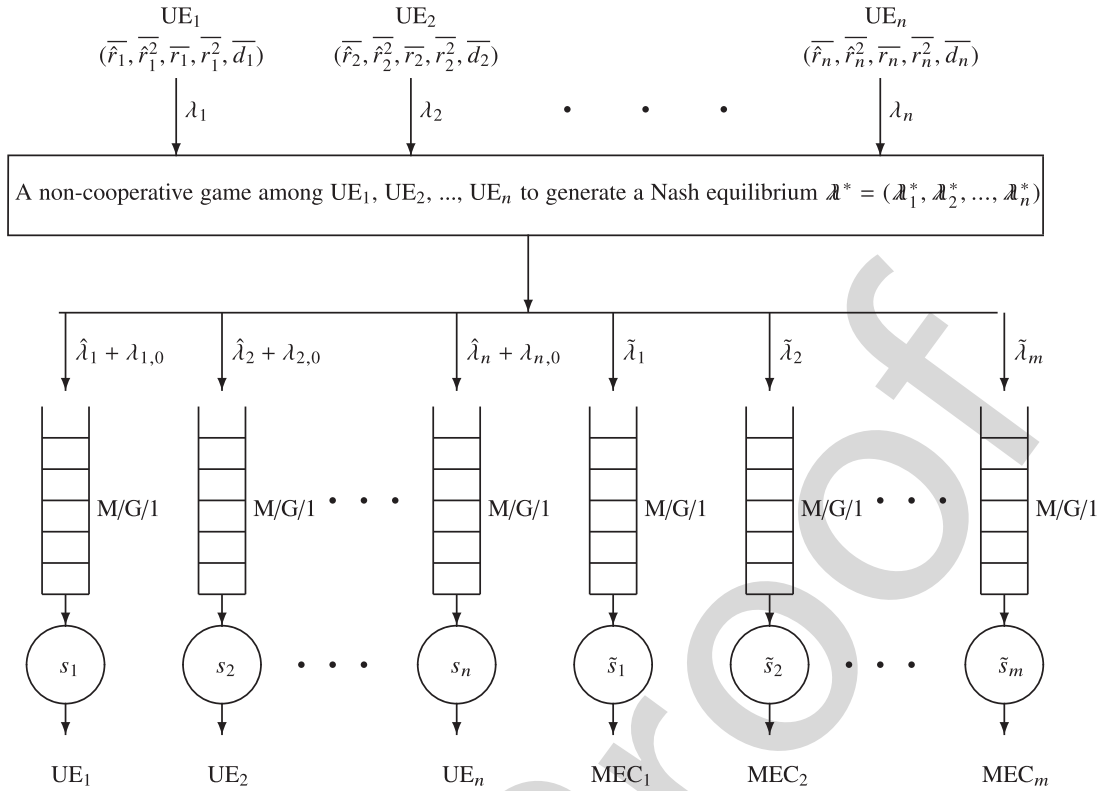 UE₁ UE₂ UEₙ
(r̂₁‾, r̂₁²‾, r₁‾, r₁²‾, d₁‾) (r̂₂‾, r̂₂²‾, r₂‾, r₂²‾, d₂‾) (r̂ₙ‾, r̂ₙ²‾, rₙ‾, rₙ²‾, dₙ‾)
λ₁ λ₂ • • • λₙ
A non-cooperative game among UE₁, UE₂, ..., UEₙ to generate a Nash equilibrium 𝝀* = (𝝀₁*, 𝝀₂*, ..., 𝝀ₙ*)
λ̂₁ + λ₁,₀ λ̂₂ + λ₂,₀ λ̂ₙ + λₙ,₀ λ̃₁ λ̃₂ λ̃ₘ
M/G/1 M/G/1 • • • M/G/1 M/G/1 M/G/1 • • • M/G/1
s₁ s₂ • • • sₙ s̃₁ s̃₂ • • • s̃ₘ
UE₁ UE₂ UEₙ MEC₁ MEC₂ MECₘ
roof